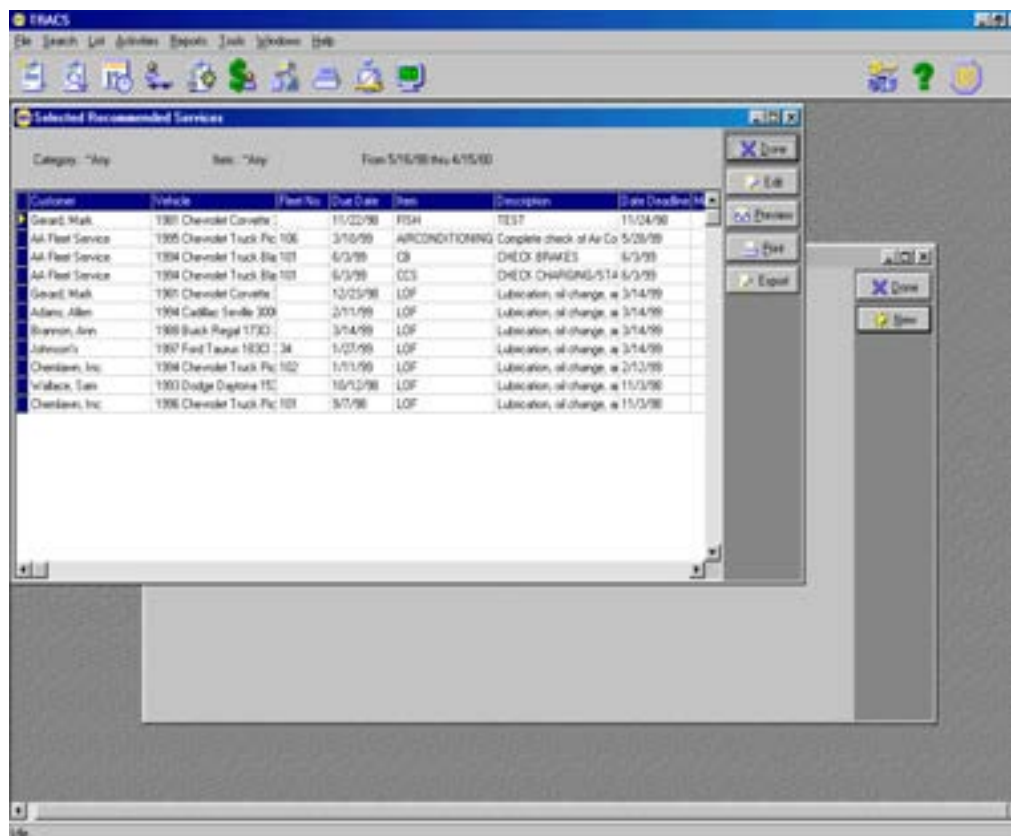 TRACS
File Search List Activities Reports Tools Windows Help
Selected Recommended Services
Category: *Any Item: *Any From 5/16/98 thru 4/15/00
Done
Edit
Preview
Print
Export
Customer Vehicle Fleet No Due Date Item Description Date Deadline
Gerard, Mark 1981 Chevrolet Corvette 11/22/98 FISH TEST 11/24/98
AA Fleet Service 1995 Chevrolet Truck Pic 106 3/10/99 AIRCONDITIONING Complete check of Air Co 5/28/99
AA Fleet Service 1994 Chevrolet Truck Bla 101 6/3/99 CB CHECK BRAKES 6/3/99
AA Fleet Service 1994 Chevrolet Truck Bla 101 6/3/99 CCS CHECK CHARGING/STA 6/3/99
Gerard, Mark 1981 Chevrolet Corvette 12/23/98 LOF Lubrication, oil change, a 3/14/99
Adams, Allen 1994 Cadillac Seville 2/11/99 LOF Lubrication, oil change, a 3/14/99
Brannon, Ann 1988 Buick Regal 3/14/99 LOF Lubrication, oil change, a 3/14/99
Johnson's 1997 Ford Taurus 34 1/27/99 LOF Lubrication, oil change, a 3/14/99
Chemlawn, Inc 1994 Chevrolet Truck Pic 102 1/11/99 LOF Lubrication, oil change, a 2/12/99
Wallace, Sam 1993 Dodge Daytona 10/12/98 LOF Lubrication, oil change, a 11/3/98
Chemlawn, Inc 1996 Chevrolet Truck Pic 101 9/7/98 LOF Lubrication, oil change, a 11/3/98
Done
New
Idle